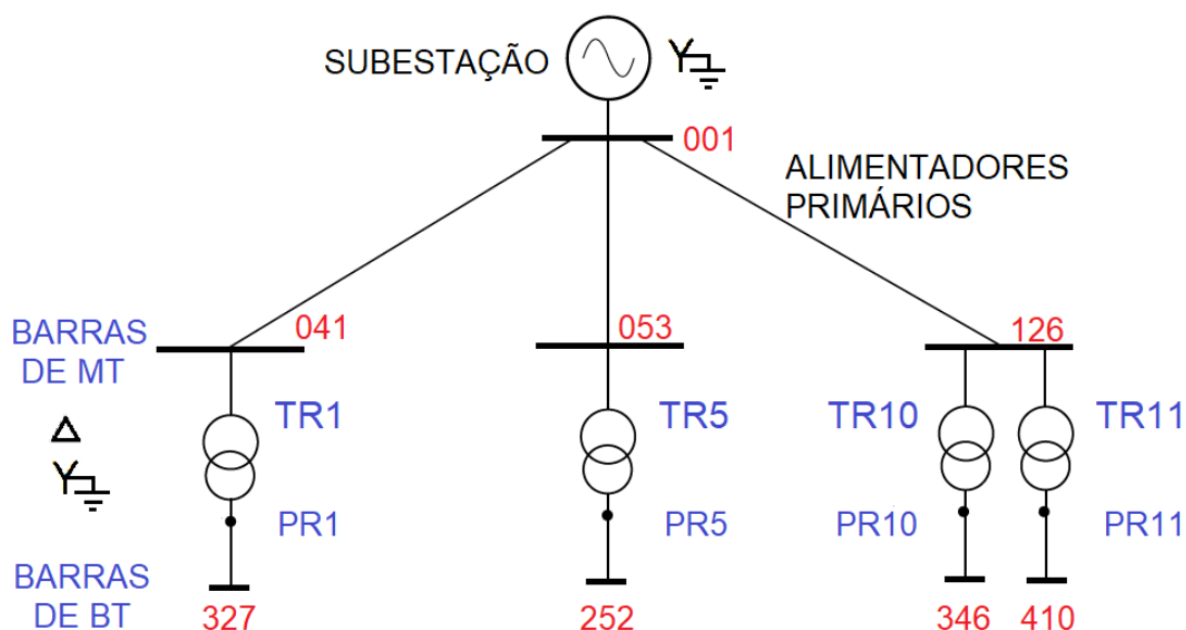 SUBESTAÇÃO
001
ALIMENTADORES
PRIMÁRIOS
BARRAS
DE MT
041
053
126
TR1
TR5
TR10
TR11
PR1
PR5
PR10
PR11
BARRAS
DE BT
327
252
346
410